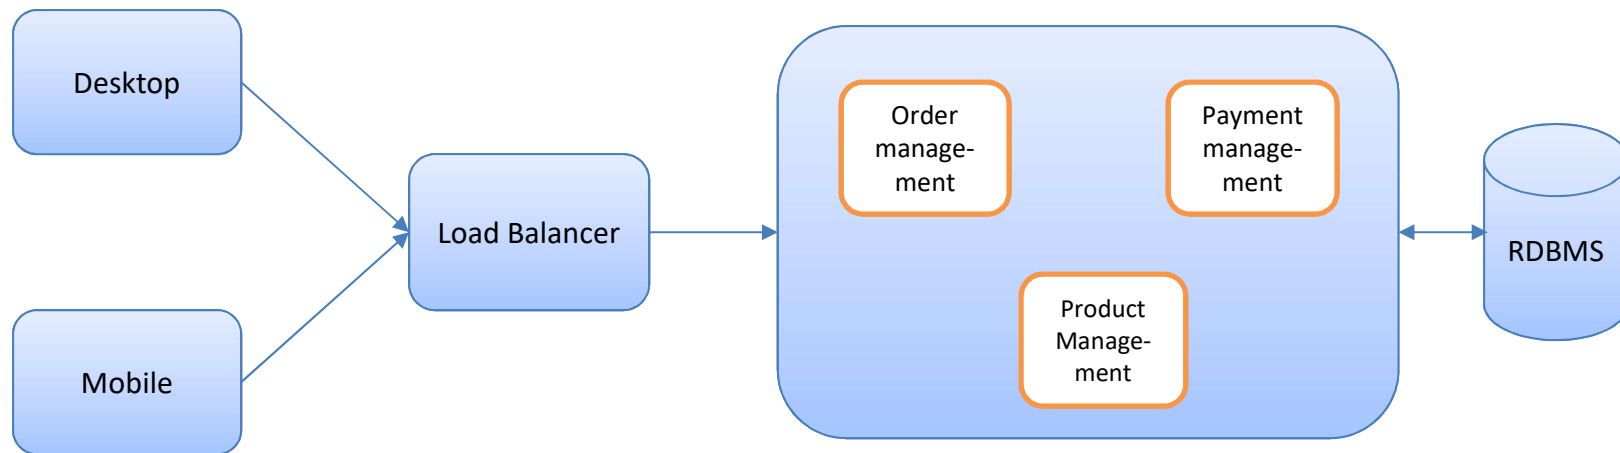 Desktop
Mobile
Load Balancer
Order
manage-
ment
Payment
manage-
ment
Product
Manage-
ment
RDBMS